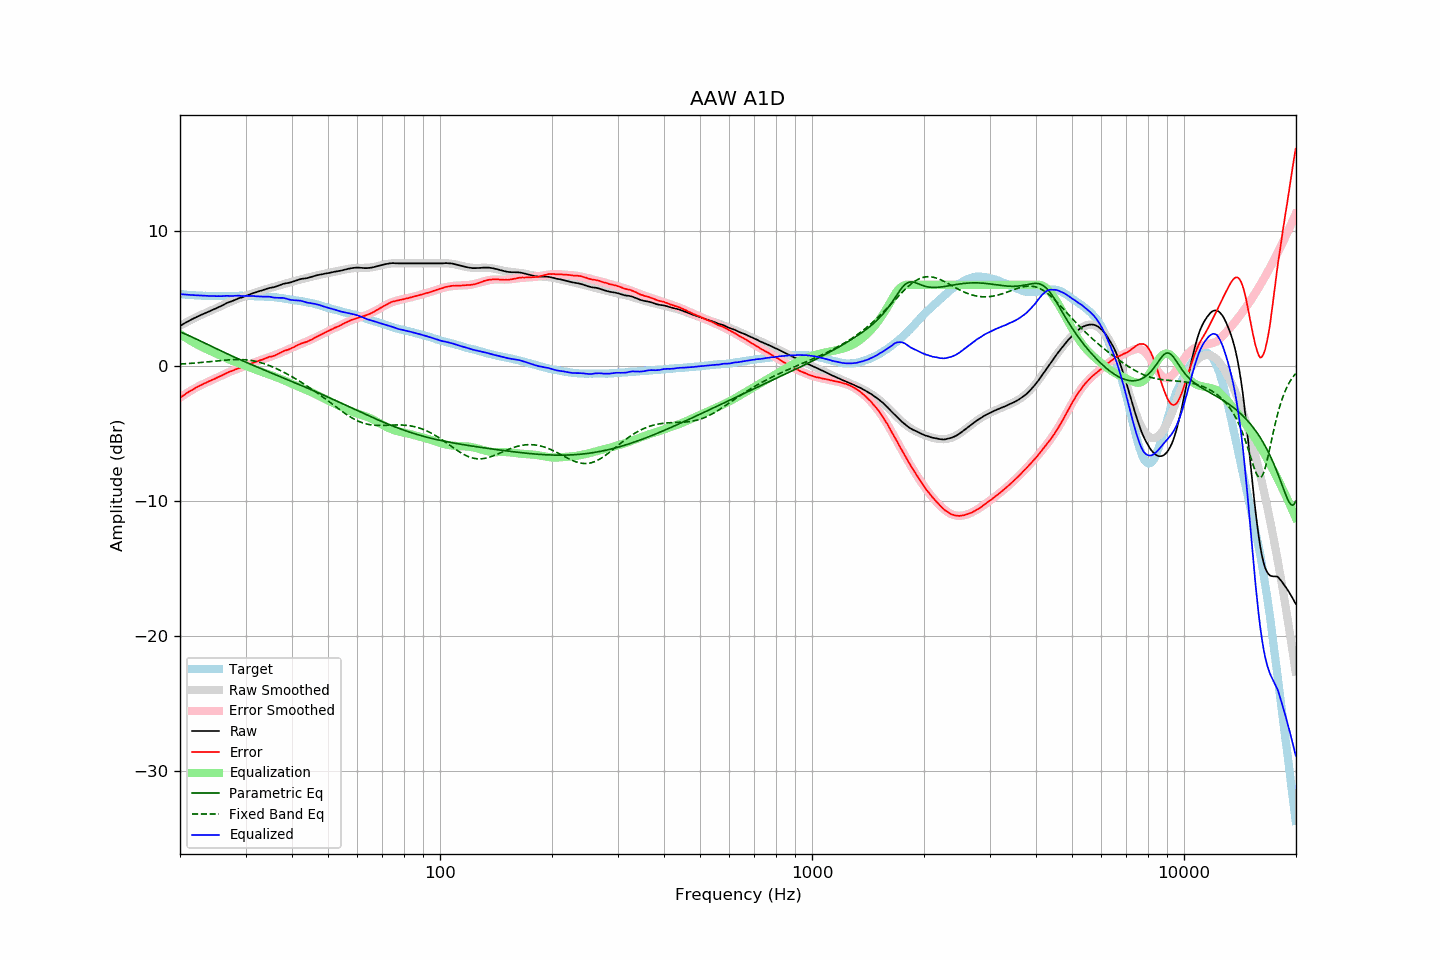 AAW A1D
10
0
−10
−20
−30
Amplitude (dBr)
Target
Raw Smoothed
Error Smoothed
Raw
Error
Equalization
Parametric Eq
Fixed Band Eq
Equalized
100
1000
10000
Frequency (Hz)